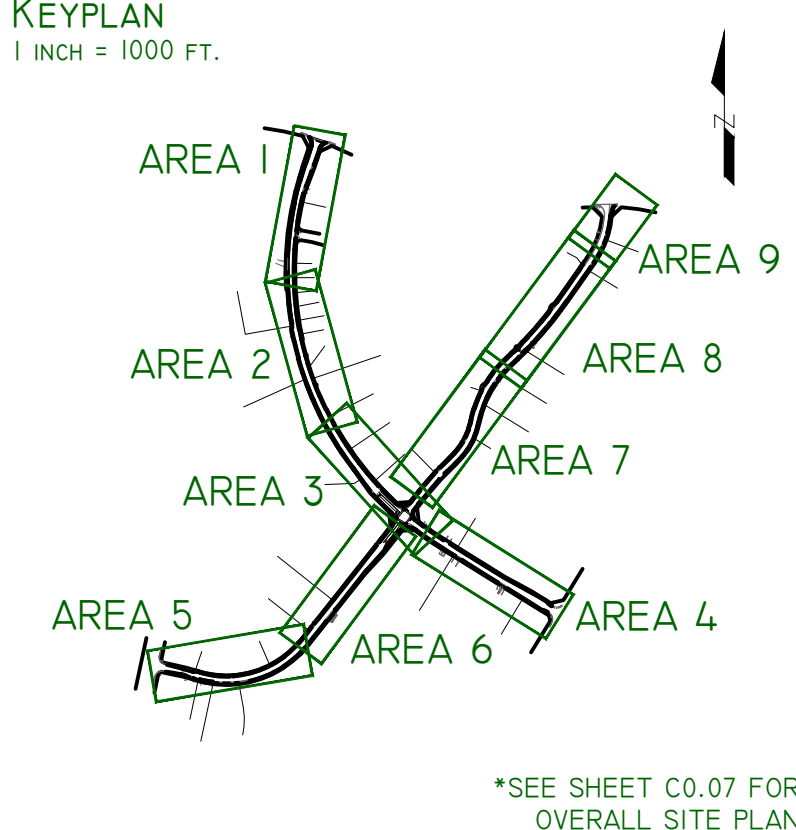 KEYPLAN
1 INCH = 1000 FT.
N
AREA 1
AREA 9
AREA 2
AREA 8
AREA 7
AREA 3
AREA 5
AREA 4
AREA 6
*SEE SHEET C0.07 FOR
OVERALL SITE PLAN